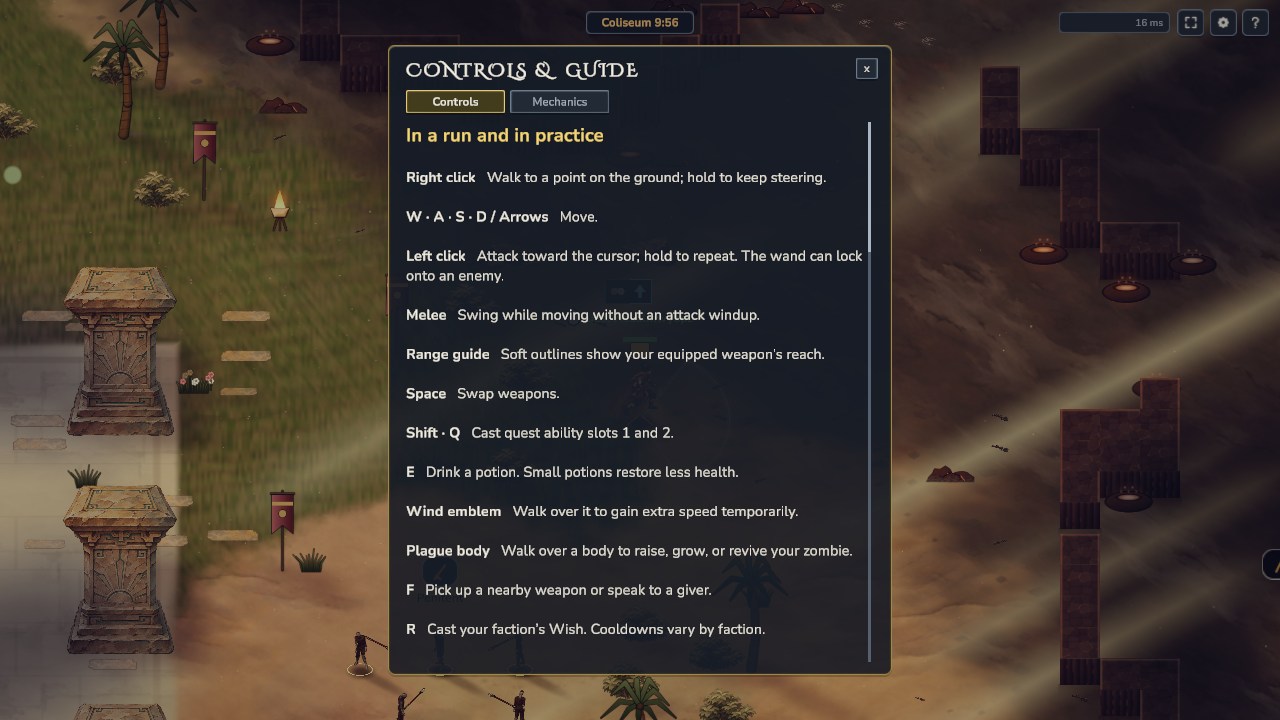 Coliseum 9:56
16 ms
?
CONTROLS & GUIDE
x
Controls
Mechanics
In a run and in practice
Right click Walk to a point on the ground; hold to keep steering.
W · A · S · D / Arrows Move.
Left click Attack toward the cursor; hold to repeat. The wand can lock
onto an enemy.
Melee Swing while moving without an attack windup.
Range guide Soft outlines show your equipped weapon's reach.
Space Swap weapons.
Shift · Q Cast quest ability slots 1 and 2.
E Drink a potion. Small potions restore less health.
Wind emblem Walk over it to gain extra speed temporarily.
Plague body Walk over a body to raise, grow, or revive your zombie.
F Pick up a nearby weapon or speak to a giver.
R Cast your faction's Wish. Cooldowns vary by faction.